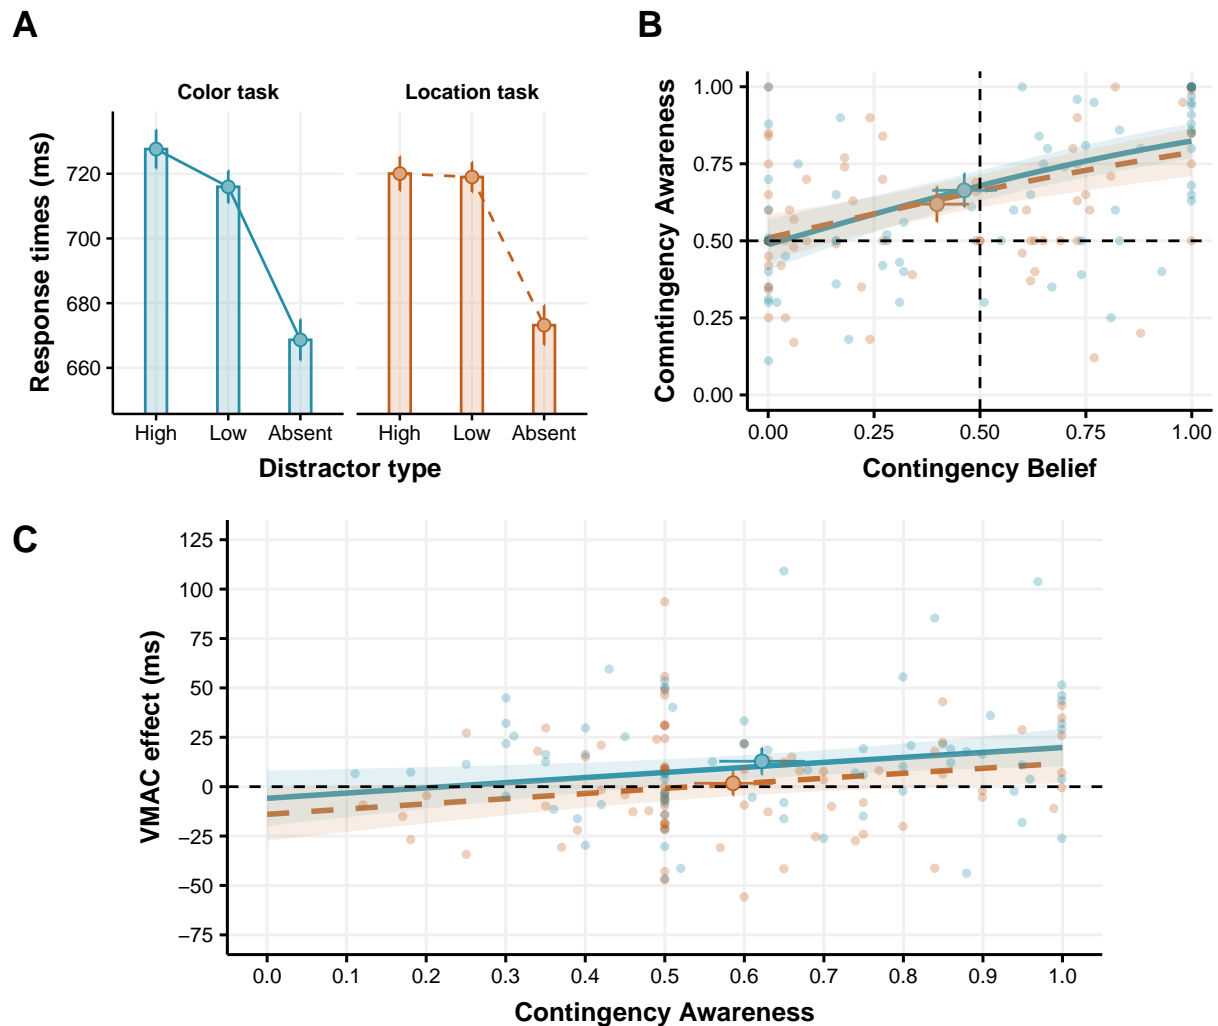 A
Color task
Location task
Response times (ms)
720
700
680
660
High Low Absent
High Low Absent
Distractor type
B
Comntingency Awareness
1.00
0.75
0.50
0.25
0.00
0.00 0.25 0.50 0.75 1.00
Contingency Belief
C
VMAC effect (ms)
125
100
75
50
25
0
−25
−50
−75
0.0 0.1 0.2 0.3 0.4 0.5 0.6 0.7 0.8 0.9 1.0
Contingency Awareness